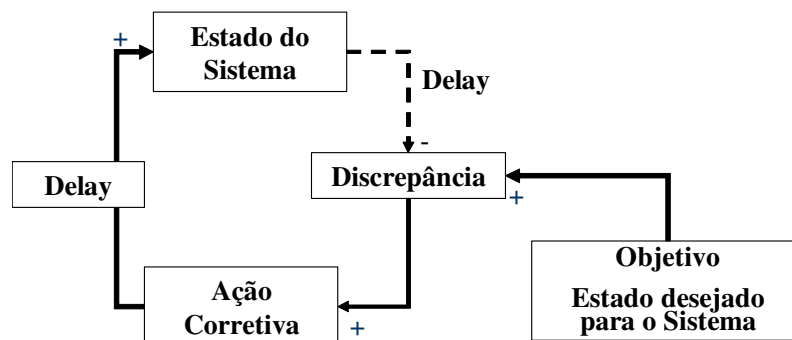 +
Estado do
Sistema
Delay
-
Delay
Discrepância
+
Objetivo
Estado desejado
para o Sistema
Ação
Corretiva
+